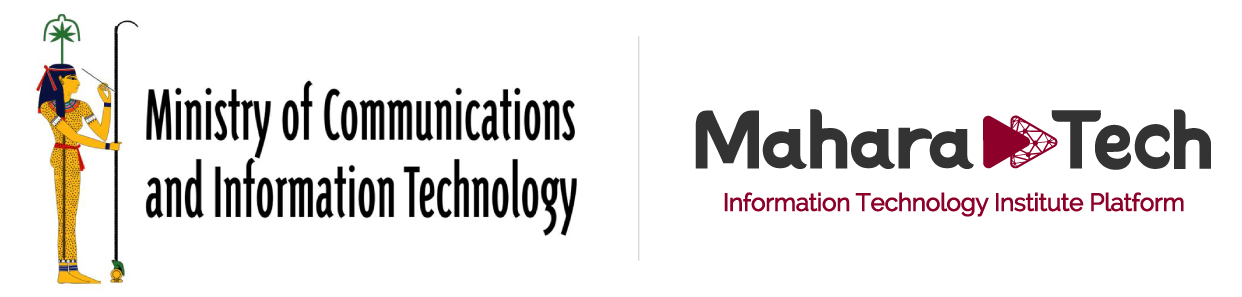 Ministry of Communications
and Information Technology
Mahara Tech
Information Technology Institute Platform